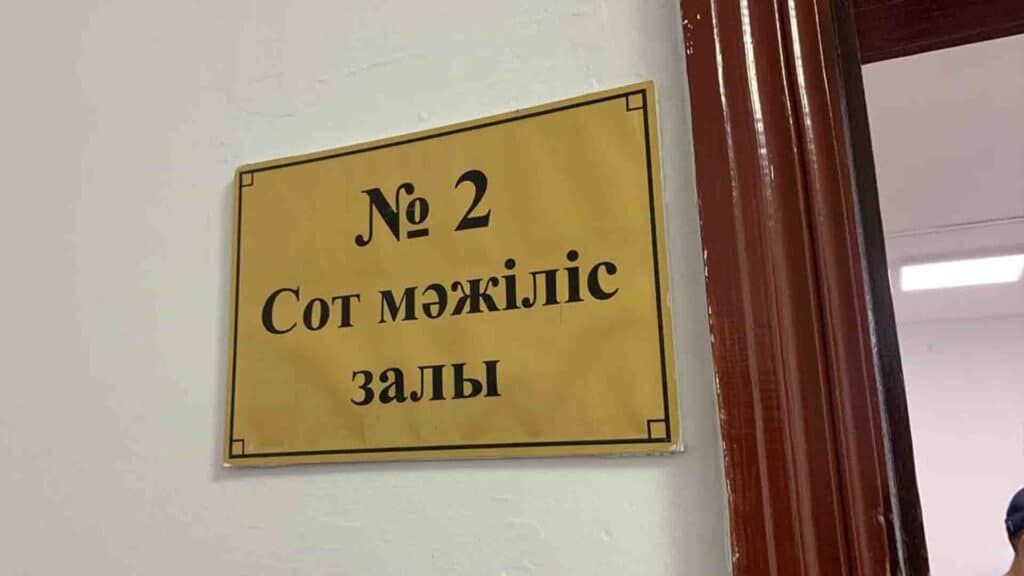 № 2
Сот мәжіліс
залы